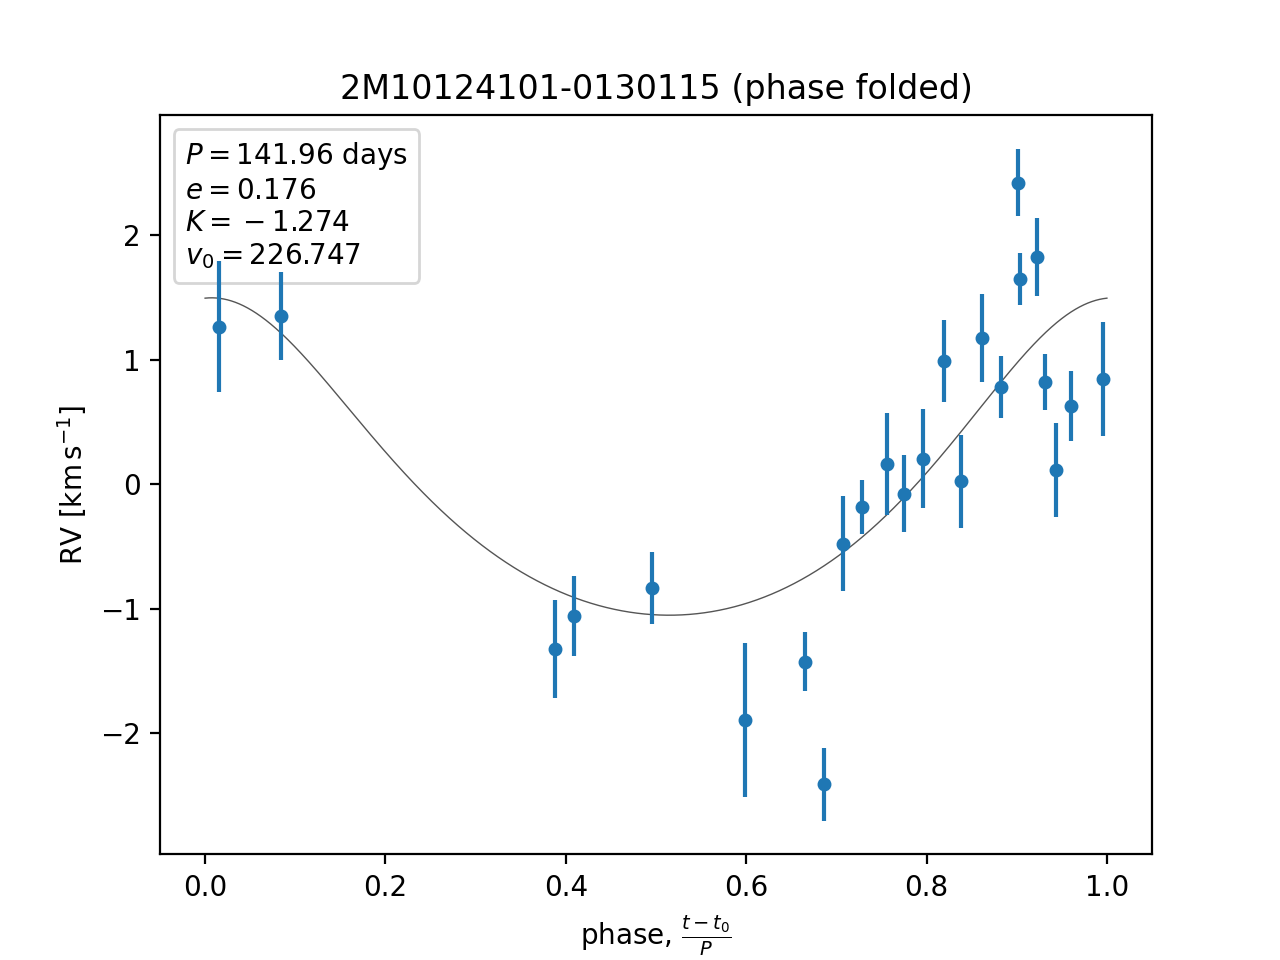 2M10124101-0130115 (phase folded)
P = 141.96 days
e = 0.176
K = −1.274
v₀ = 226.747
RV [km s⁻¹]
2
1
0
−1
−2
0.0 0.2 0.4 0.6 0.8 1.0
phase, (t − t₀)/P